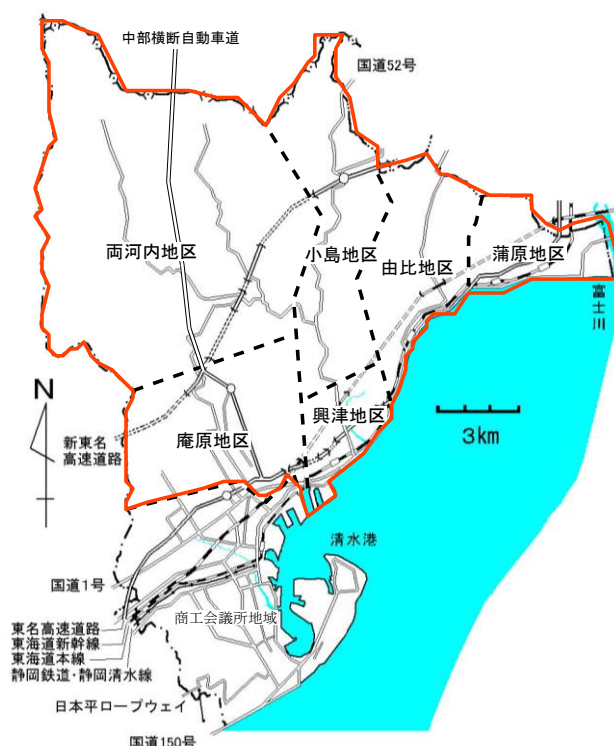 中部横断自動車道
国道52号
両河内地区
小島地区
由比地区
蒲原地区
富士川
N
新東名
高速道路
庵原地区
興津地区
3km
清水港
国道1号
商工会議所地域
東名高速道路
東海道新幹線
東海道本線
静岡鉄道・静岡清水線
日本平ロープウェイ
国道150号